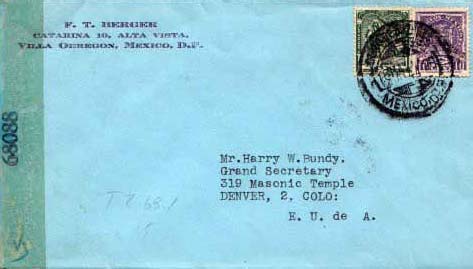 F. T. BERGER
CATARINA 10, ALTA VISTA,
VILLA OBREGON, MEXICO, D.F.
68088
MEXICO, D.
Mr.Harry W.Bundy.
Grand Secretary
319 Masonic Temple
DENVER, 2. COLO:
E. U. de A.